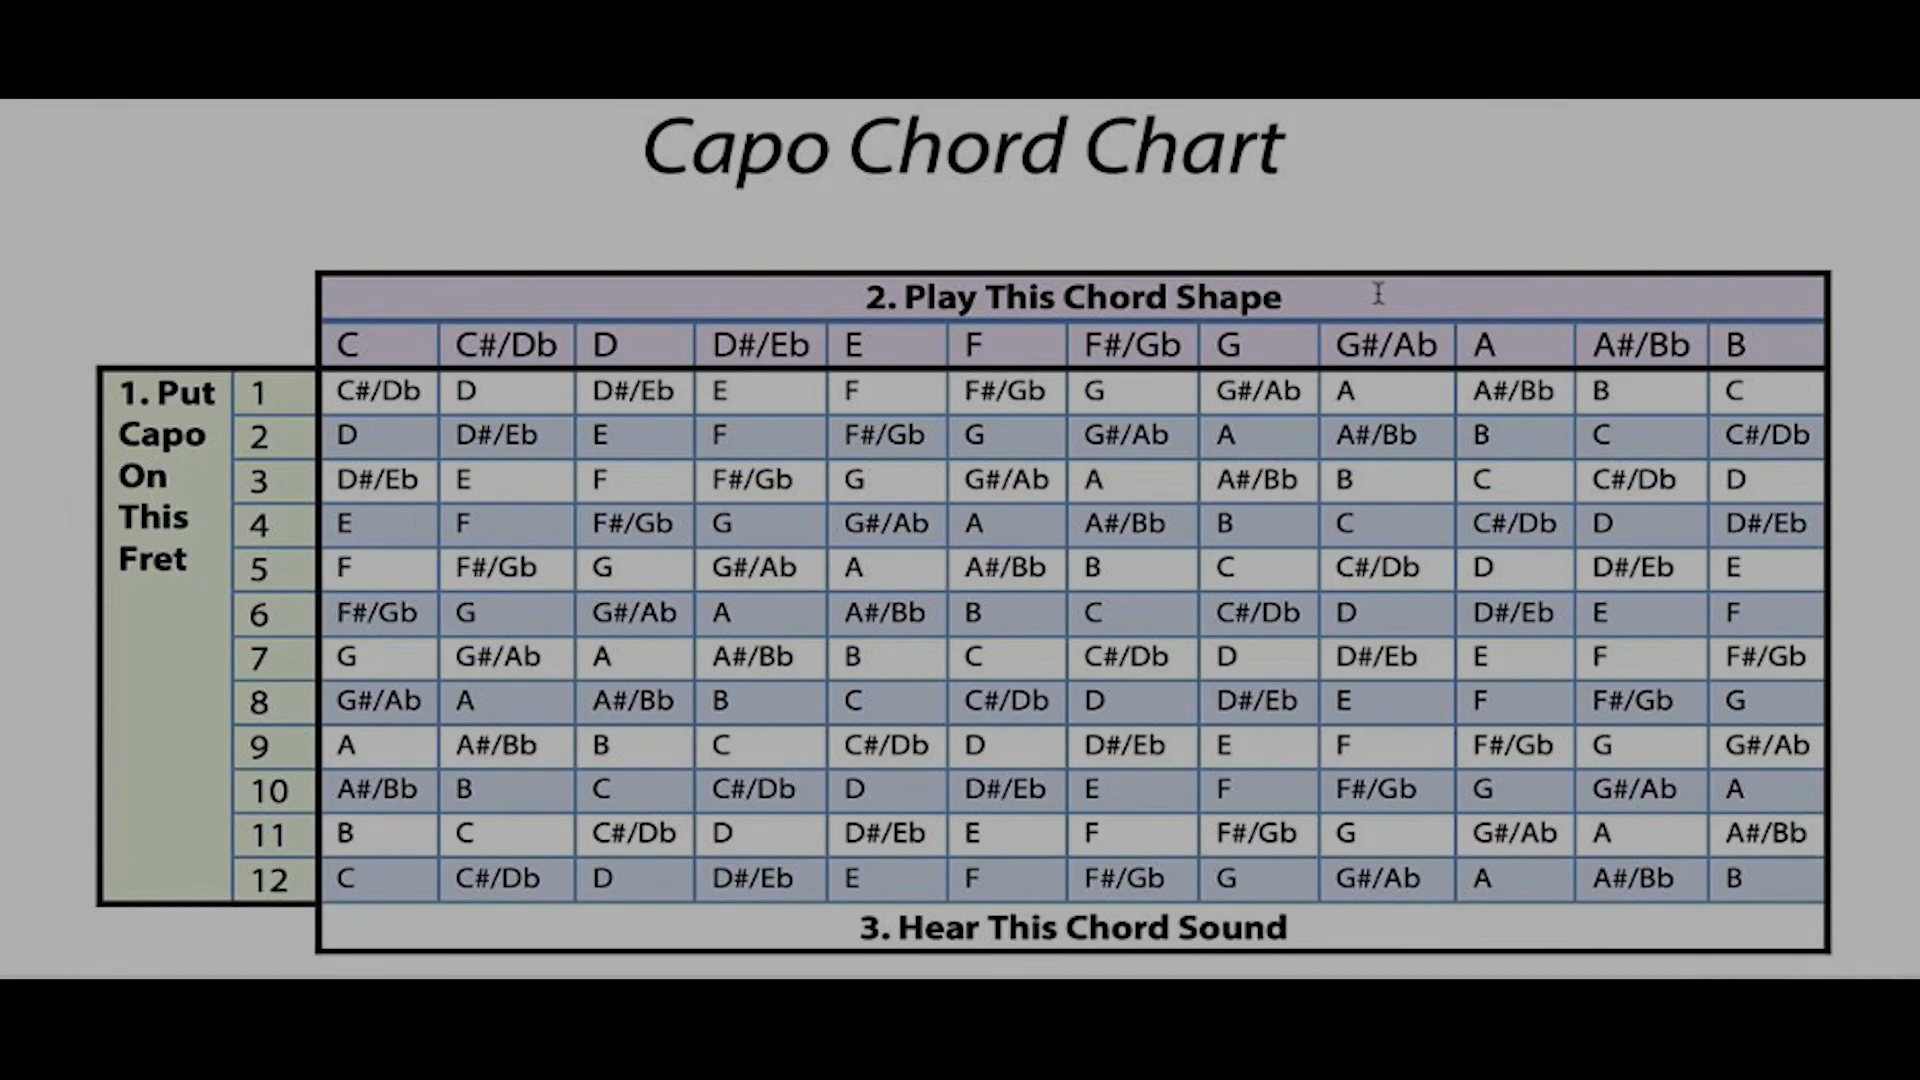 Capo Chord Chart
2. Play This Chord Shape
C C#/Db D D#/Eb E F F#/Gb G G#/Ab A A#/Bb B
1. Put
Capo
On
This
Fret
1 C#/Db D D#/Eb E F F#/Gb G G#/Ab A A#/Bb B C
2 D D#/Eb E F F#/Gb G G#/Ab A A#/Bb B C C#/Db
3 D#/Eb E F F#/Gb G G#/Ab A A#/Bb B C C#/Db D
4 E F F#/Gb G G#/Ab A A#/Bb B C C#/Db D D#/Eb
5 F F#/Gb G G#/Ab A A#/Bb B C C#/Db D D#/Eb E
6 F#/Gb G G#/Ab A A#/Bb B C C#/Db D D#/Eb E F
7 G G#/Ab A A#/Bb B C C#/Db D D#/Eb E F F#/Gb
8 G#/Ab A A#/Bb B C C#/Db D D#/Eb E F F#/Gb G
9 A A#/Bb B C C#/Db D D#/Eb E F F#/Gb G G#/Ab
10 A#/Bb B C C#/Db D D#/Eb E F F#/Gb G G#/Ab A
11 B C C#/Db D D#/Eb E F F#/Gb G G#/Ab A A#/Bb
12 C C#/Db D D#/Eb E F F#/Gb G G#/Ab A A#/Bb B
3. Hear This Chord Sound